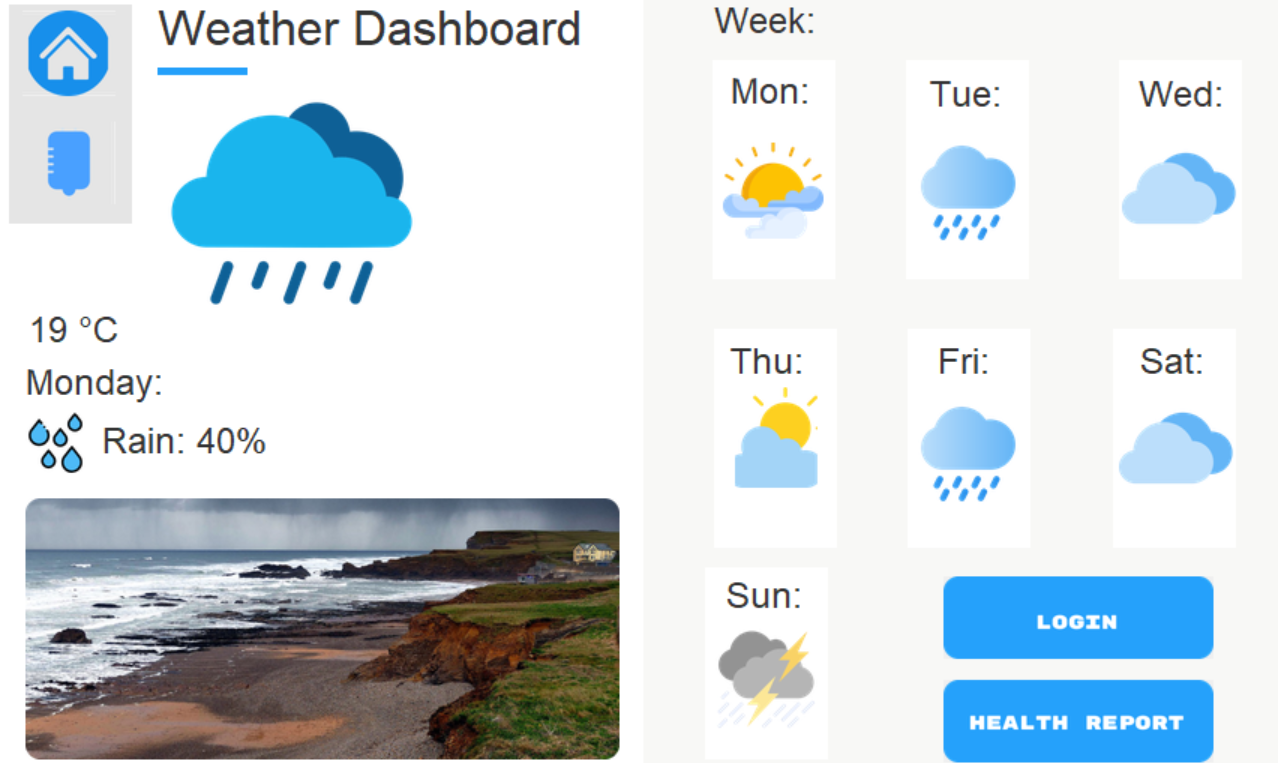 Weather Dashboard
19 °C
Monday:
Rain: 40%
Week:
Mon:
Tue:
Wed:
Thu:
Fri:
Sat:
Sun:
LOGIN
HEALTH REPORT